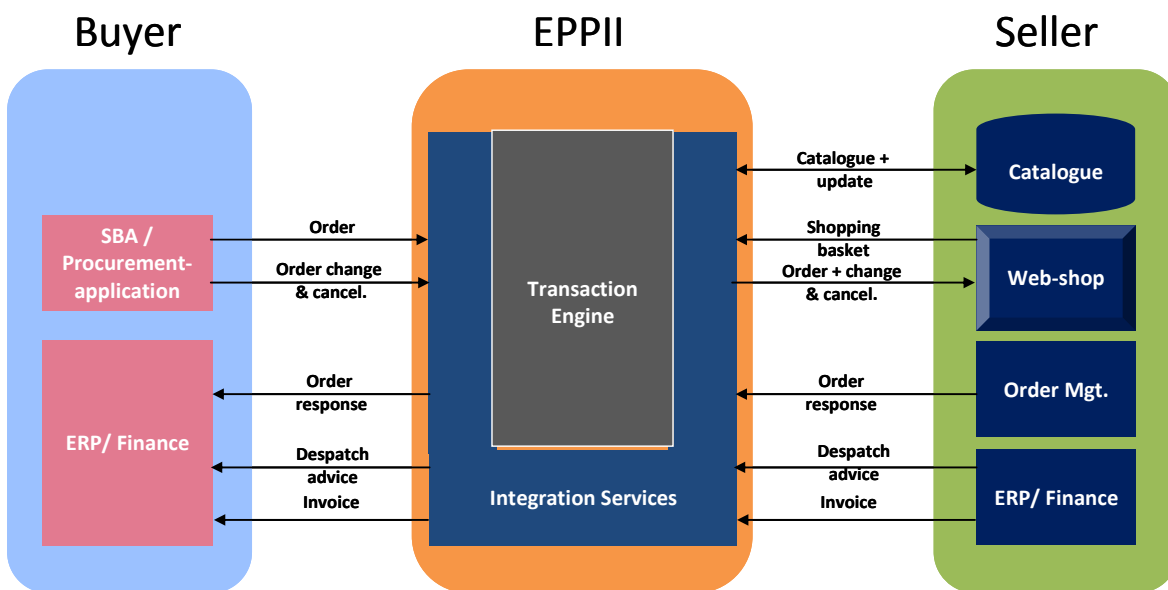 Buyer
EPPII
Seller
SBA /
Procurement-
application
ERP/ Finance
Order
Order change
& cancel.
Order
response
Despatch
advice
Invoice
Transaction
Engine
Integration Services
Catalogue +
update
Shopping
basket
Order + change
& cancel.
Order
response
Despatch
advice
Invoice
Catalogue
Web-shop
Order Mgt.
ERP/ Finance